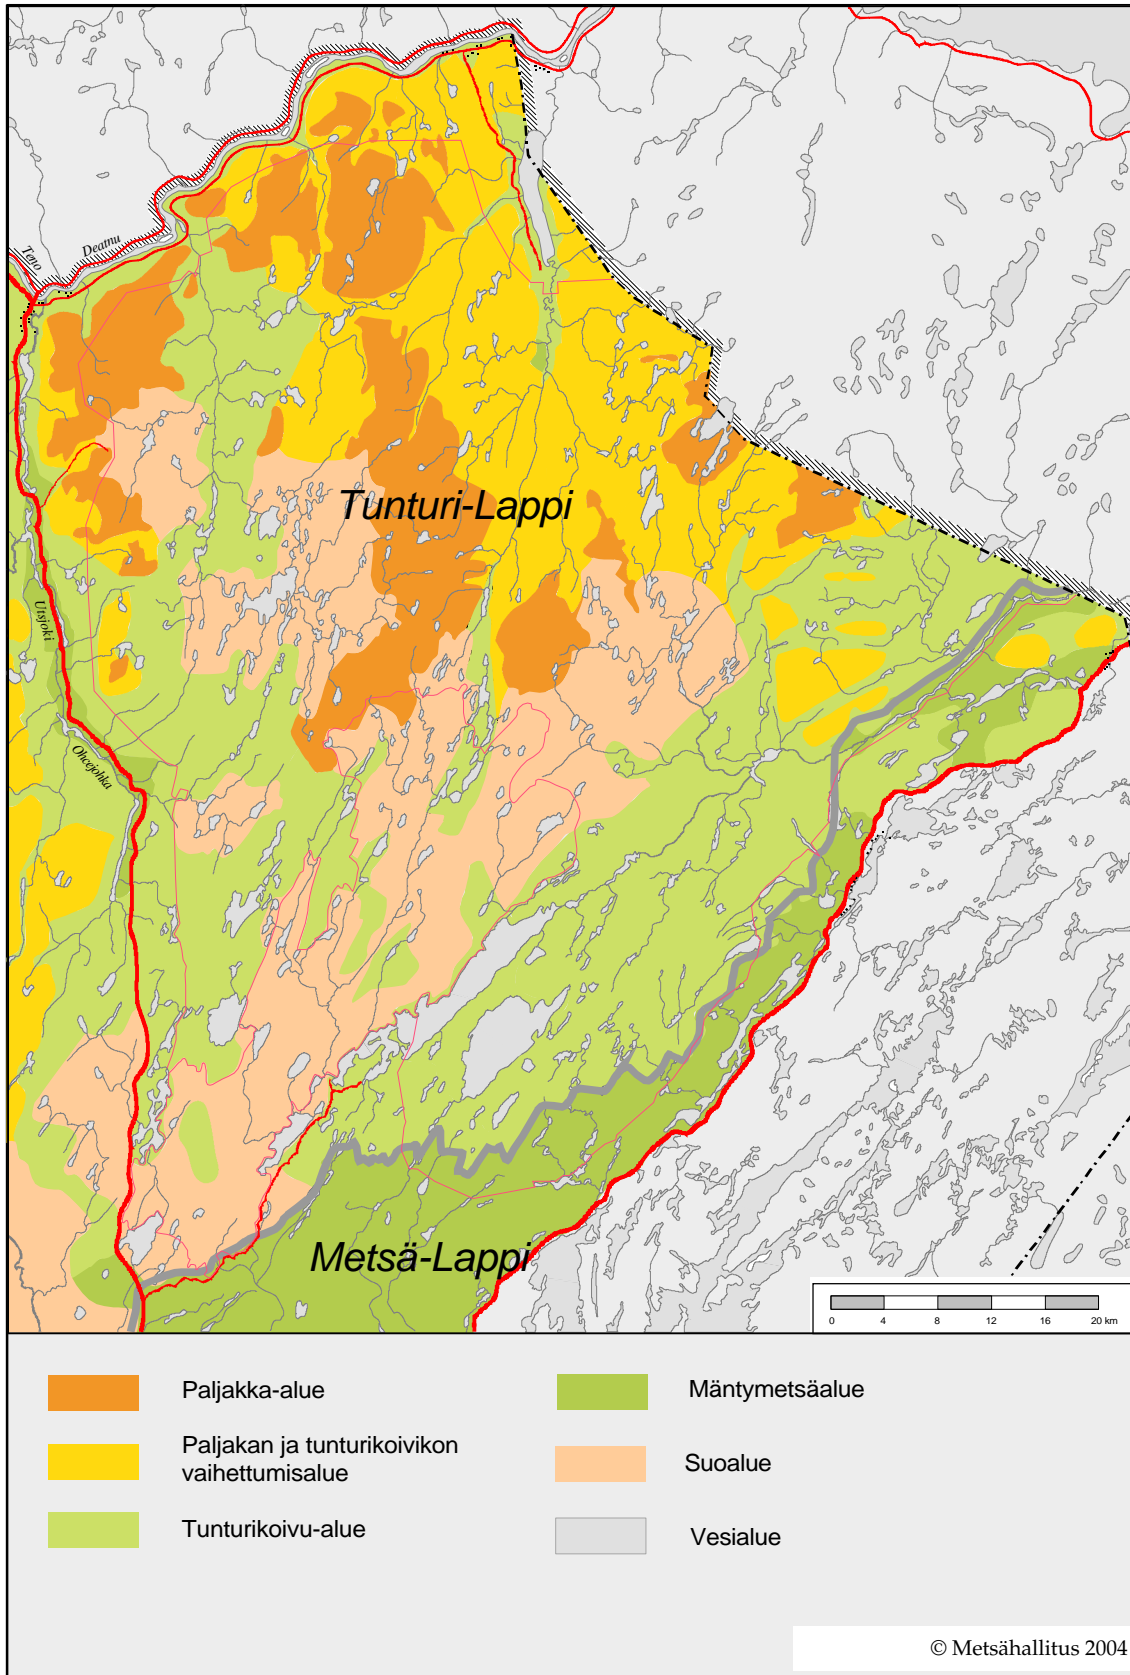 Teno
Deatnu
Tunturi-Lappi
Utsjoki
Ohcejohka
Metsä-Lappi
0 4 8 12 16 20 km
Paljakka-alue
Paljakan ja tunturikoivikon
vaihettumisalue
Tunturikoivu-alue
Mäntymetsäalue
Suoalue
Vesialue
© Metsähallitus 2004